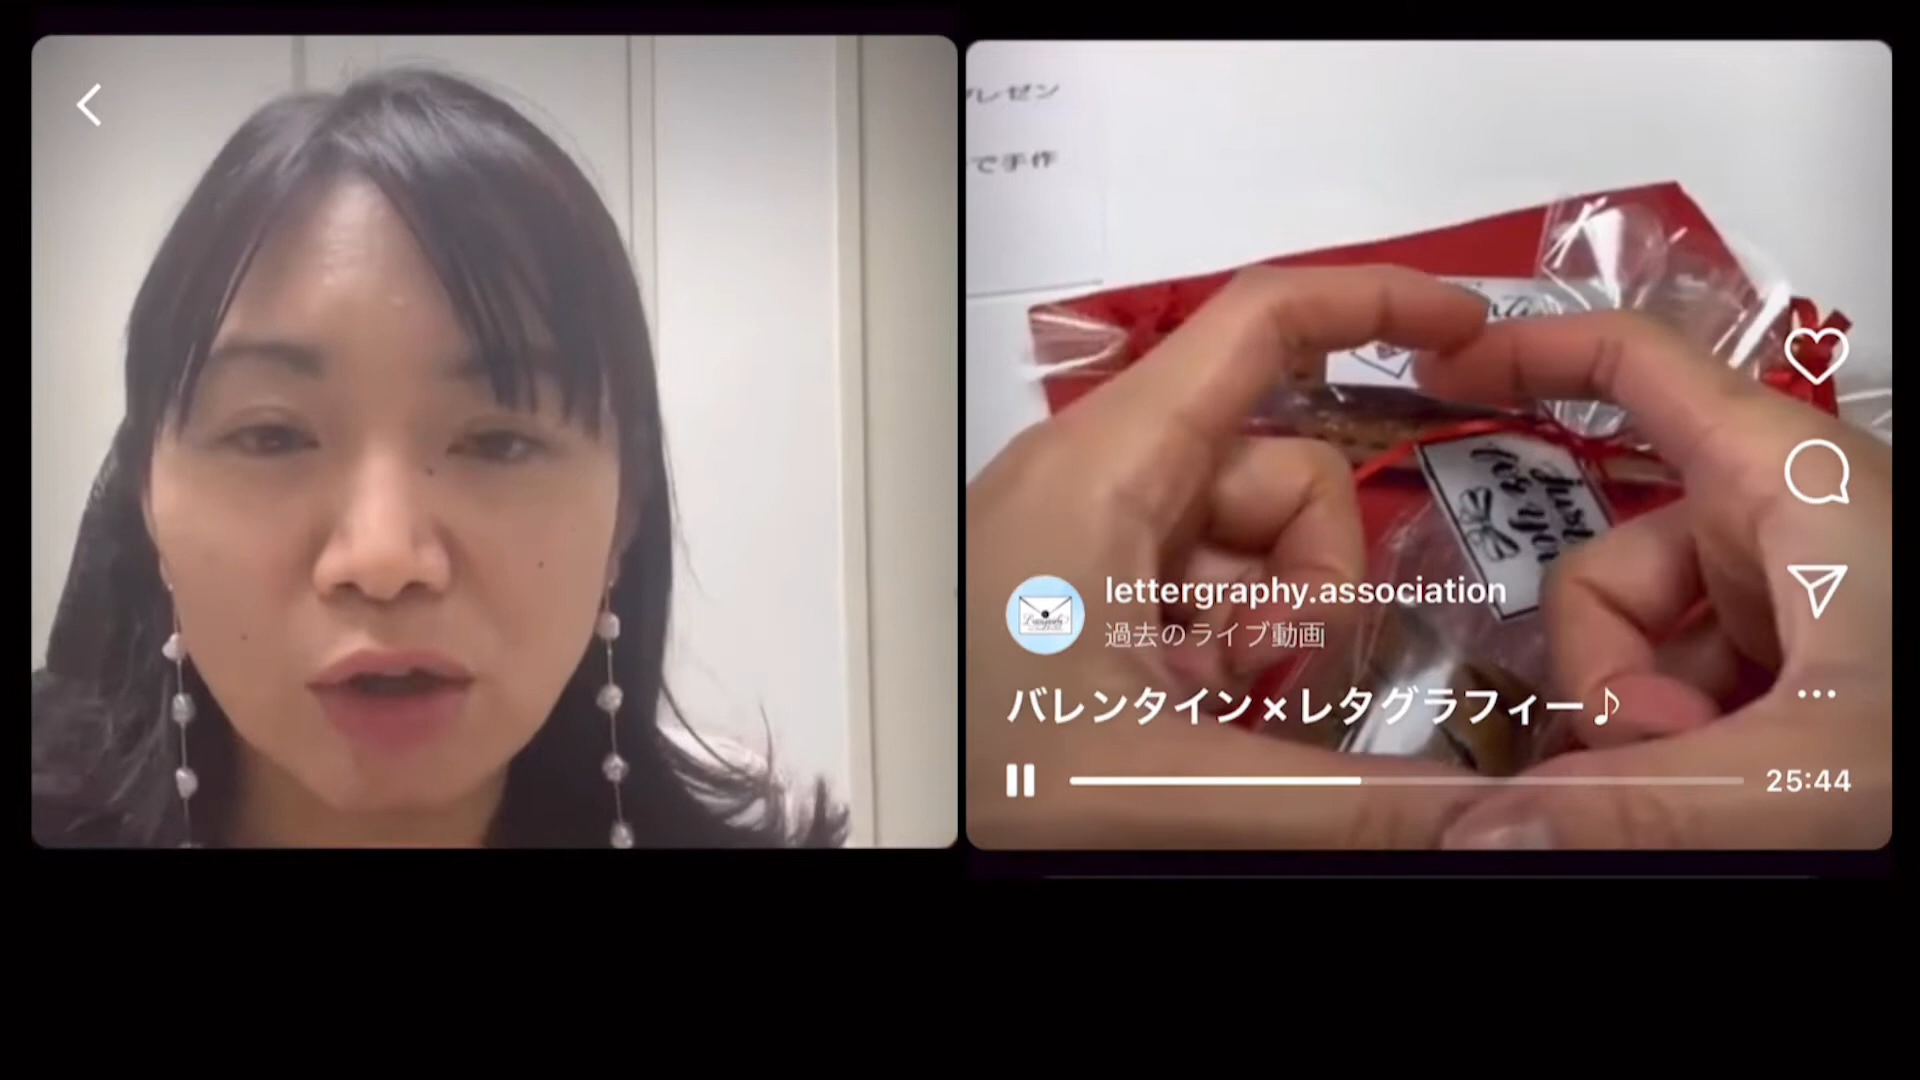 プレゼン
で手作
just
for you
lettergraphy.association
過去のライブ動画
バレンタイン×レタグラフィー♪
25:44